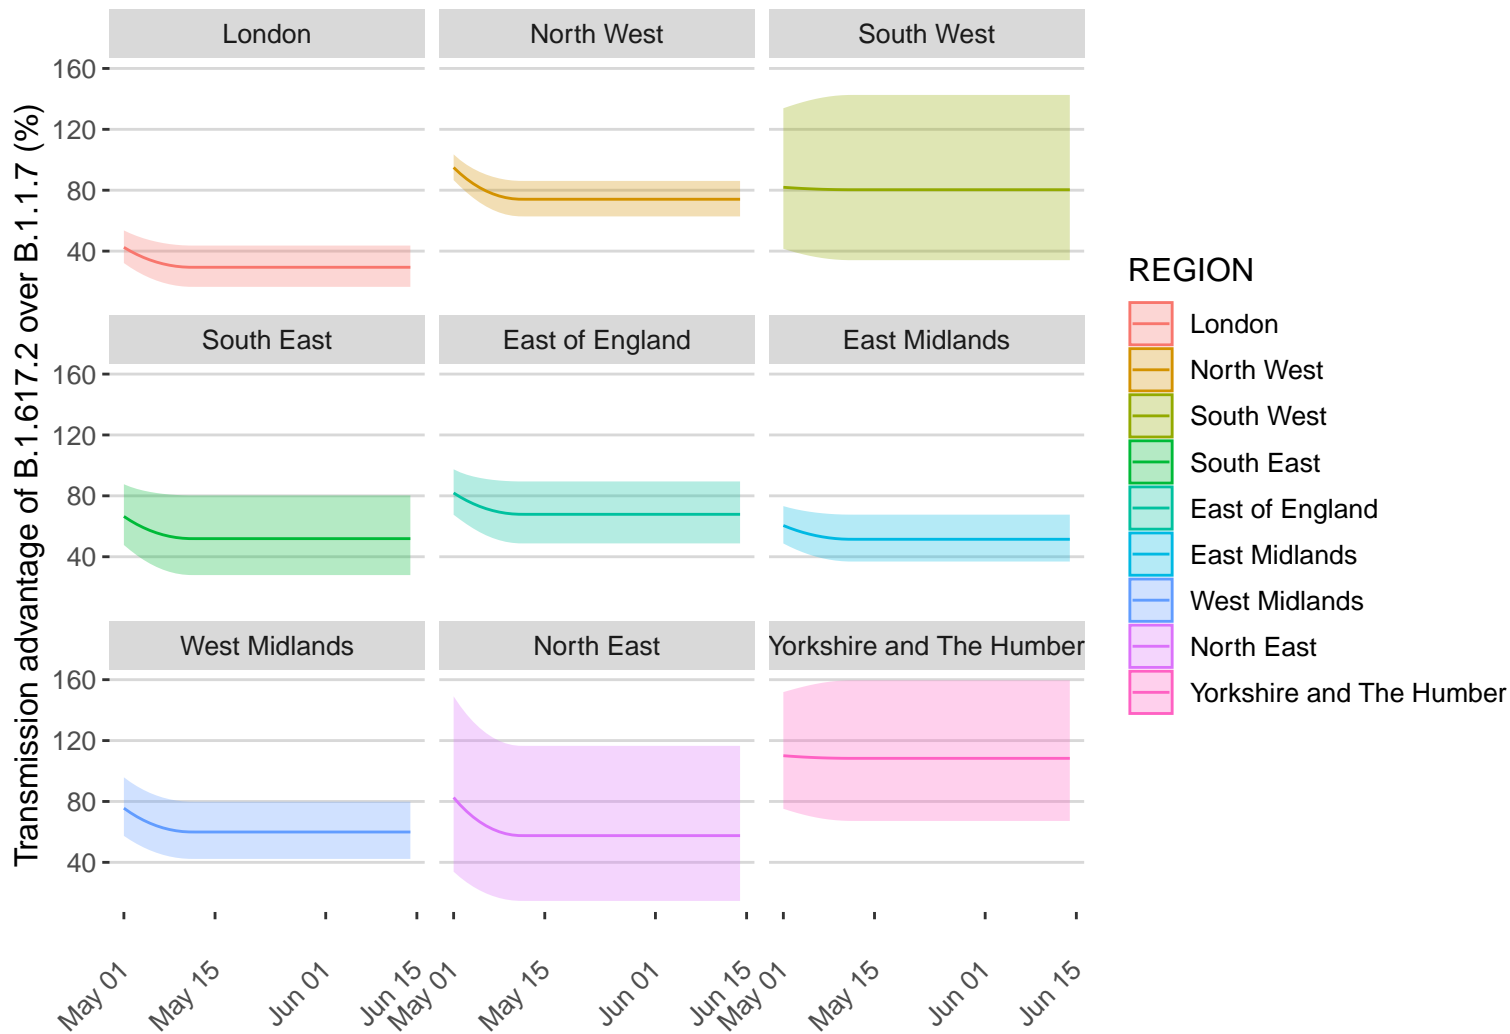 London
North West
South West
160
120
80
40
South East
East of England
East Midlands
160
120
80
40
West Midlands
North East
Yorkshire and The Humber
160
120
80
40
May 01
May 15
Jun 01
Jun 15
May 01
May 15
Jun 01
Jun 15
May 01
May 15
Jun 01
Jun 15
Transmission advantage of B.1.617.2 over B.1.1.7 (%)
REGION
London
North West
South West
South East
East of England
East Midlands
West Midlands
North East
Yorkshire and The Humber